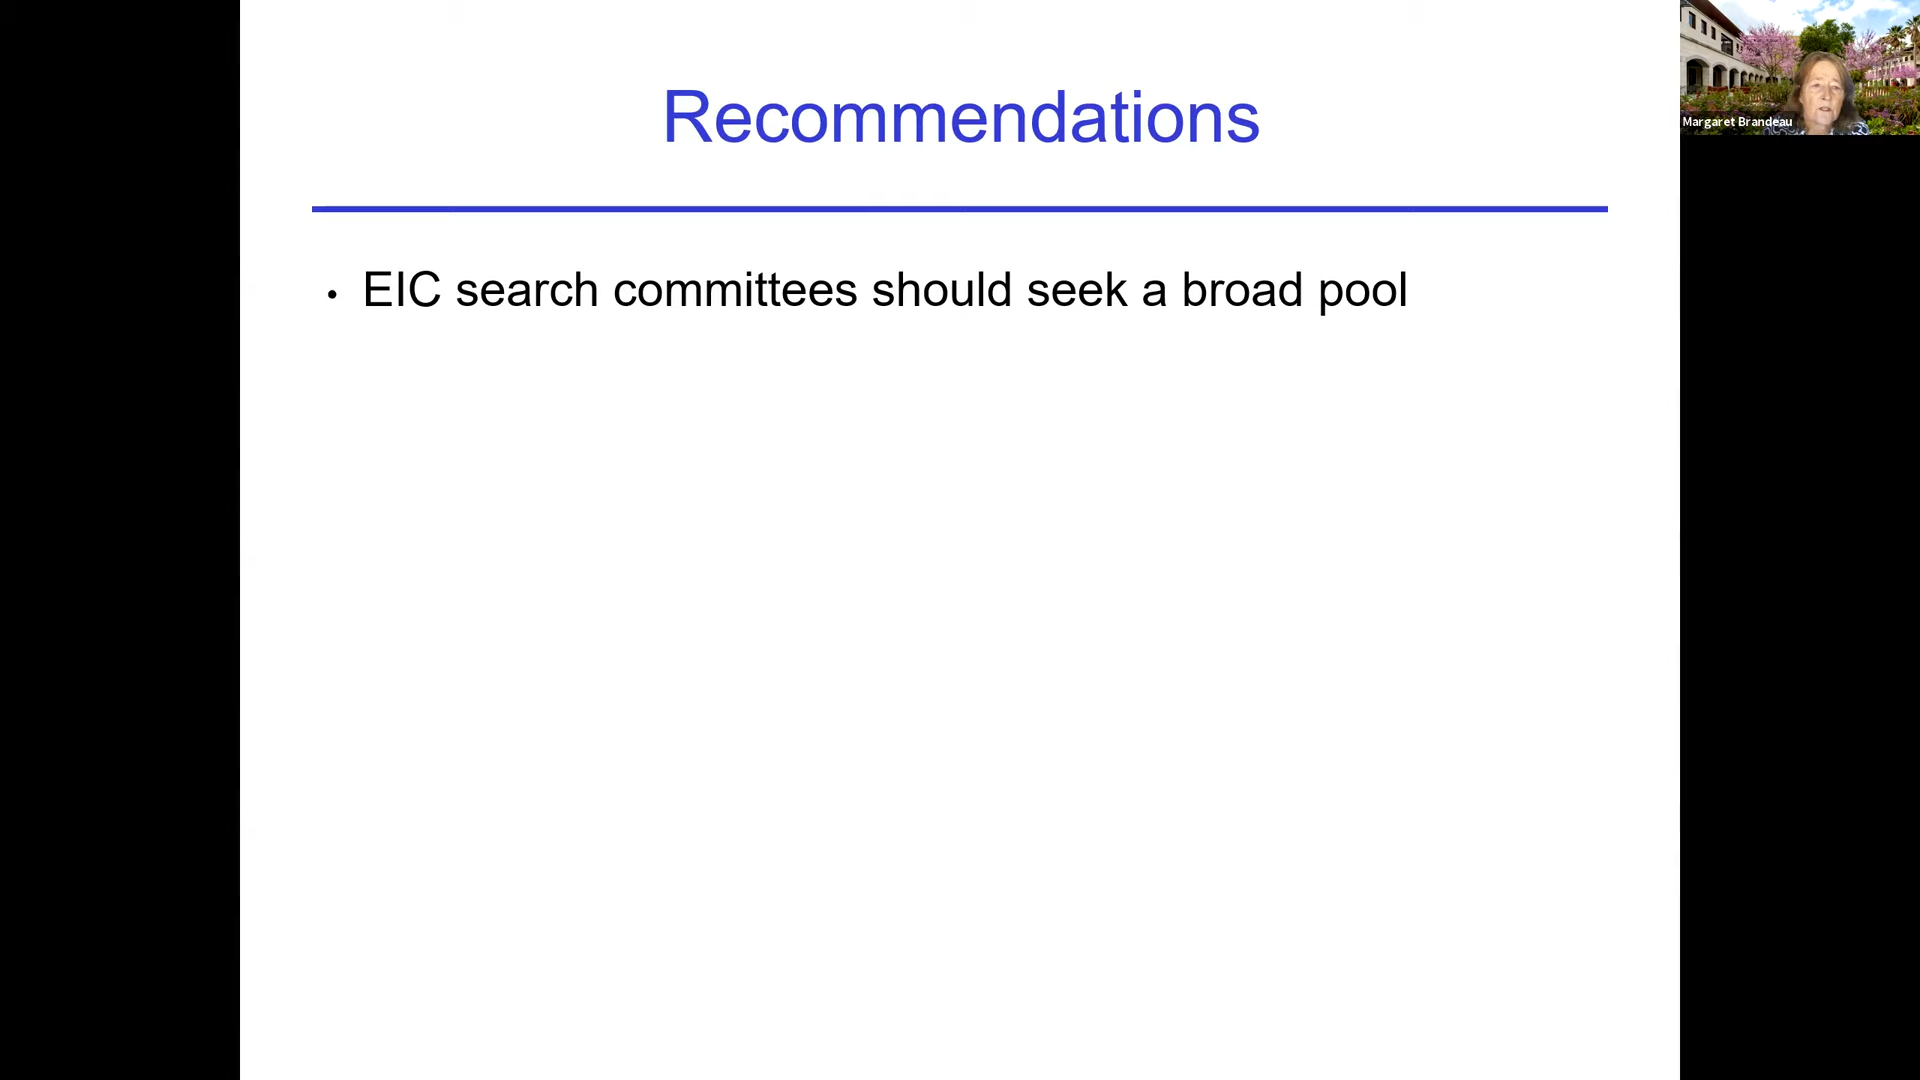 Recommendations
Margaret Brandeau
• EIC search committees should seek a broad pool